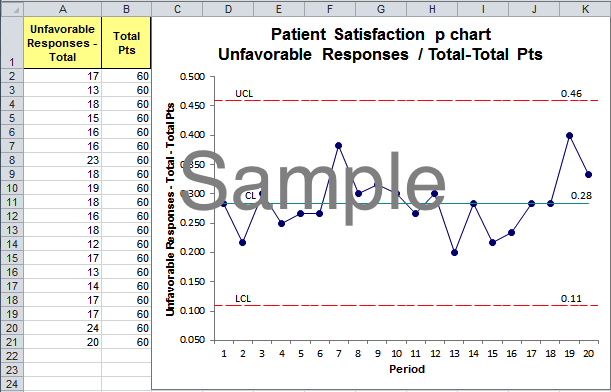 A B C D E F G H I J K
1 Unfavorable Responses - Total Total Pts
2 17 60
3 13 60
4 18 60
5 15 60
6 16 60
7 16 60
8 23 60
9 18 60
10 19 60
11 18 60
12 16 60
13 18 60
14 12 60
15 17 60
16 13 60
17 14 60
18 17 60
19 17 60
20 24 60
21 20 60
22
23
24
Patient Satisfaction p chart
Unfavorable Responses / Total-Total Pts
Unfavorable Responses - Total - Total Pts
0.500
UCL 0.46
0.450
0.400
0.350
0.300
CL 0.28
0.250
0.200
0.150
LCL 0.11
0.100
0.050
1 2 3 4 5 6 7 8 9 10 11 12 13 14 15 16 17 18 19 20
Period
Sample